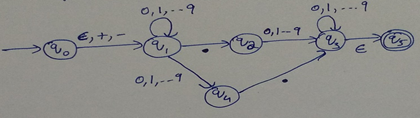 0,1,--9
0,1,--9
q0
ε,+,-
q1
.
q2
0,1--9
q3
ε
q5
0,1,--9
q4
.